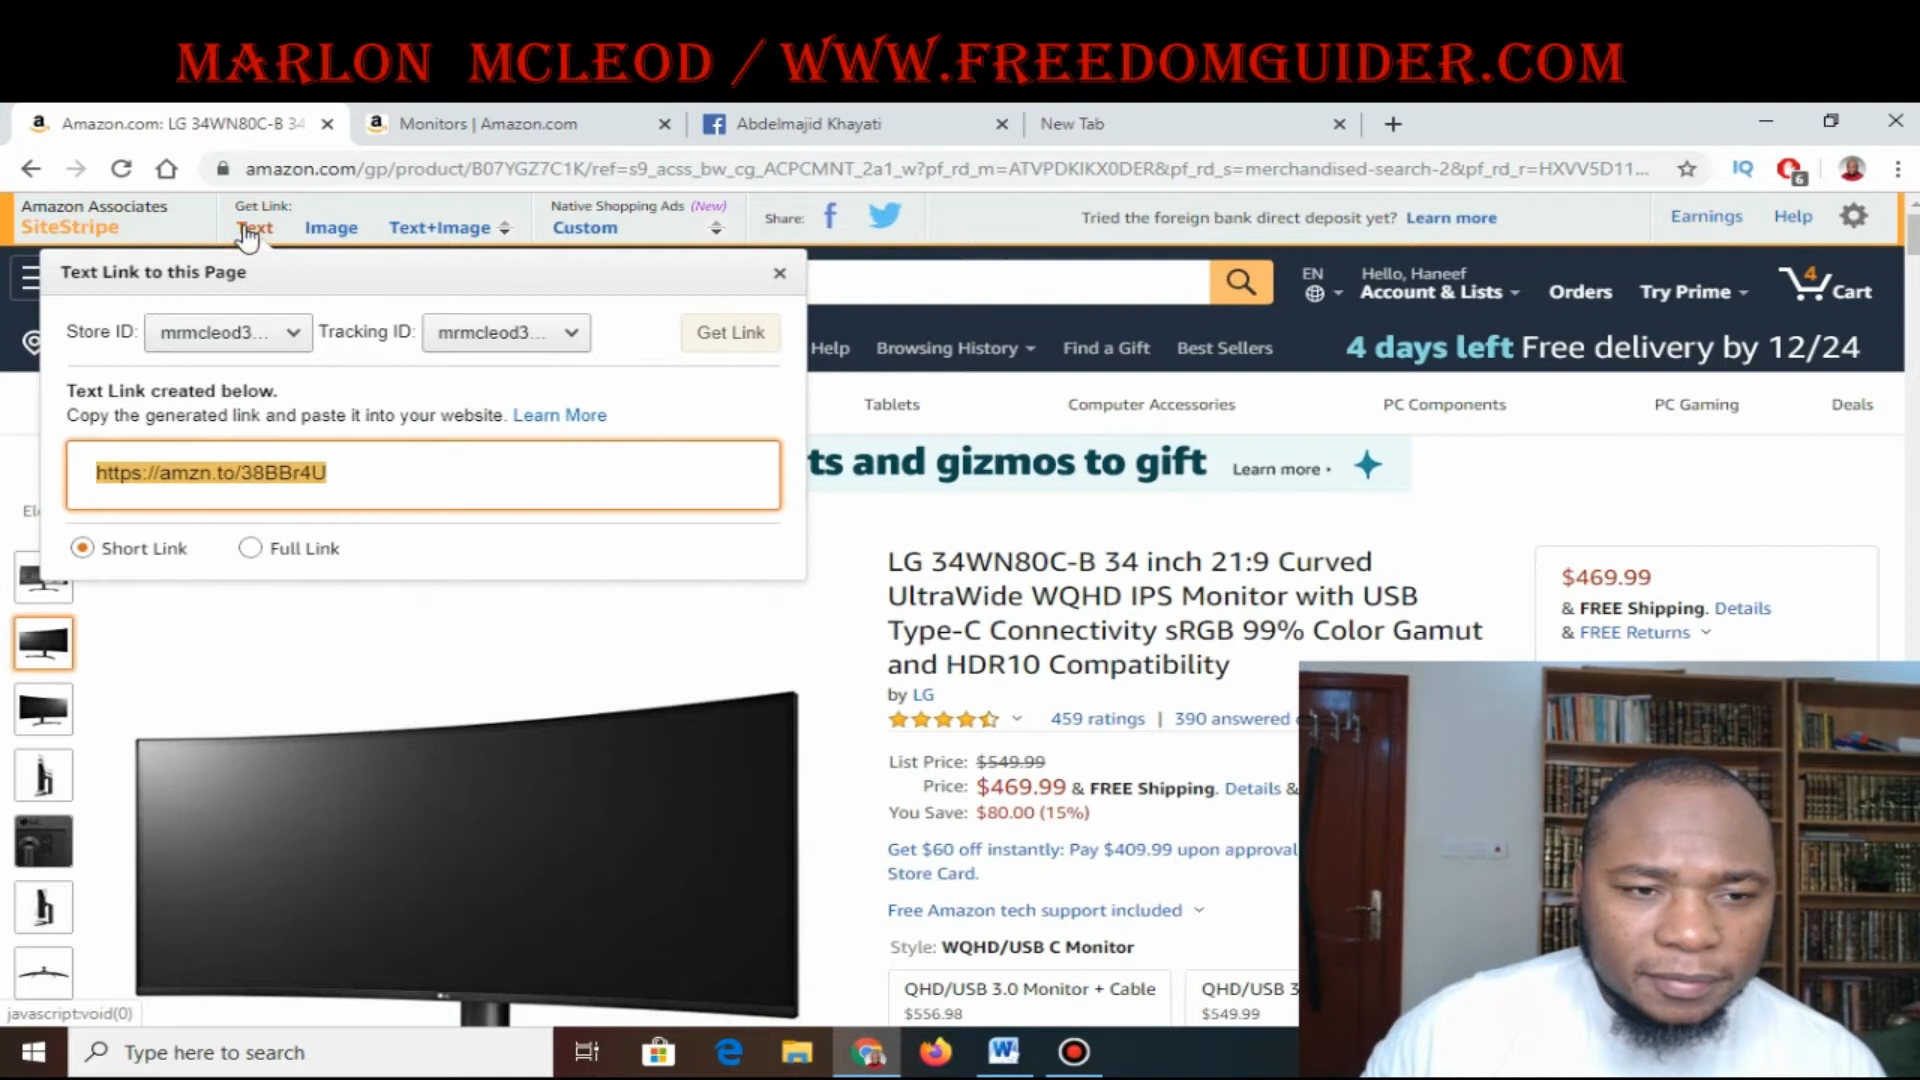 MARLON MCLEOD / WWW.FREEDOMGUIDER.COM
Amazon.com: LG 34WN80C-B 34
Monitors | Amazon.com
Abdelmajid Khayati
New Tab
amazon.com/gp/product/B07YGZ7C1K/ref=s9_acss_bw_cg_ACPCMNT_2a1_w?pf_rd_m=ATVPDKIKX0DER&pf_rd_s=merchandised-search-2&pf_rd_r=HXVV5D11...
IQ
6
Amazon Associates
SiteStripe
Get Link:
Text
Image
Text+Image
Native Shopping Ads (New)
Custom
Share:
Tried the foreign bank direct deposit yet? Learn more
Earnings
Help
Text Link to this Page
Store ID: mrmcleod3... Tracking ID: mrmcleod3... Get Link
Text Link created below.
Copy the generated link and paste it into your website. Learn More
https://amzn.to/38BBr4U
Short Link
Full Link
EN
Hello, Haneef
Account & Lists
Orders
Try Prime
4
Cart
Help
Browsing History
Find a Gift
Best Sellers
4 days left Free delivery by 12/24
Tablets
Computer Accessories
PC Components
PC Gaming
Deals
ts and gizmos to gift
Learn more
LG 34WN80C-B 34 inch 21:9 Curved
UltraWide WQHD IPS Monitor with USB
Type-C Connectivity sRGB 99% Color Gamut
and HDR10 Compatibility
by LG
459 ratings | 390 answered
List Price: $549.99
Price: $469.99 & FREE Shipping. Details &
You Save: $80.00 (15%)
Get $60 off instantly: Pay $409.99 upon approval
Store Card.
Free Amazon tech support included
Style: WQHD/USB C Monitor
QHD/USB 3.0 Monitor + Cable
$556.98
QHD/USB 3
$549.99
$469.99
& FREE Shipping. Details
& FREE Returns
javascript:void(0)
Type here to search